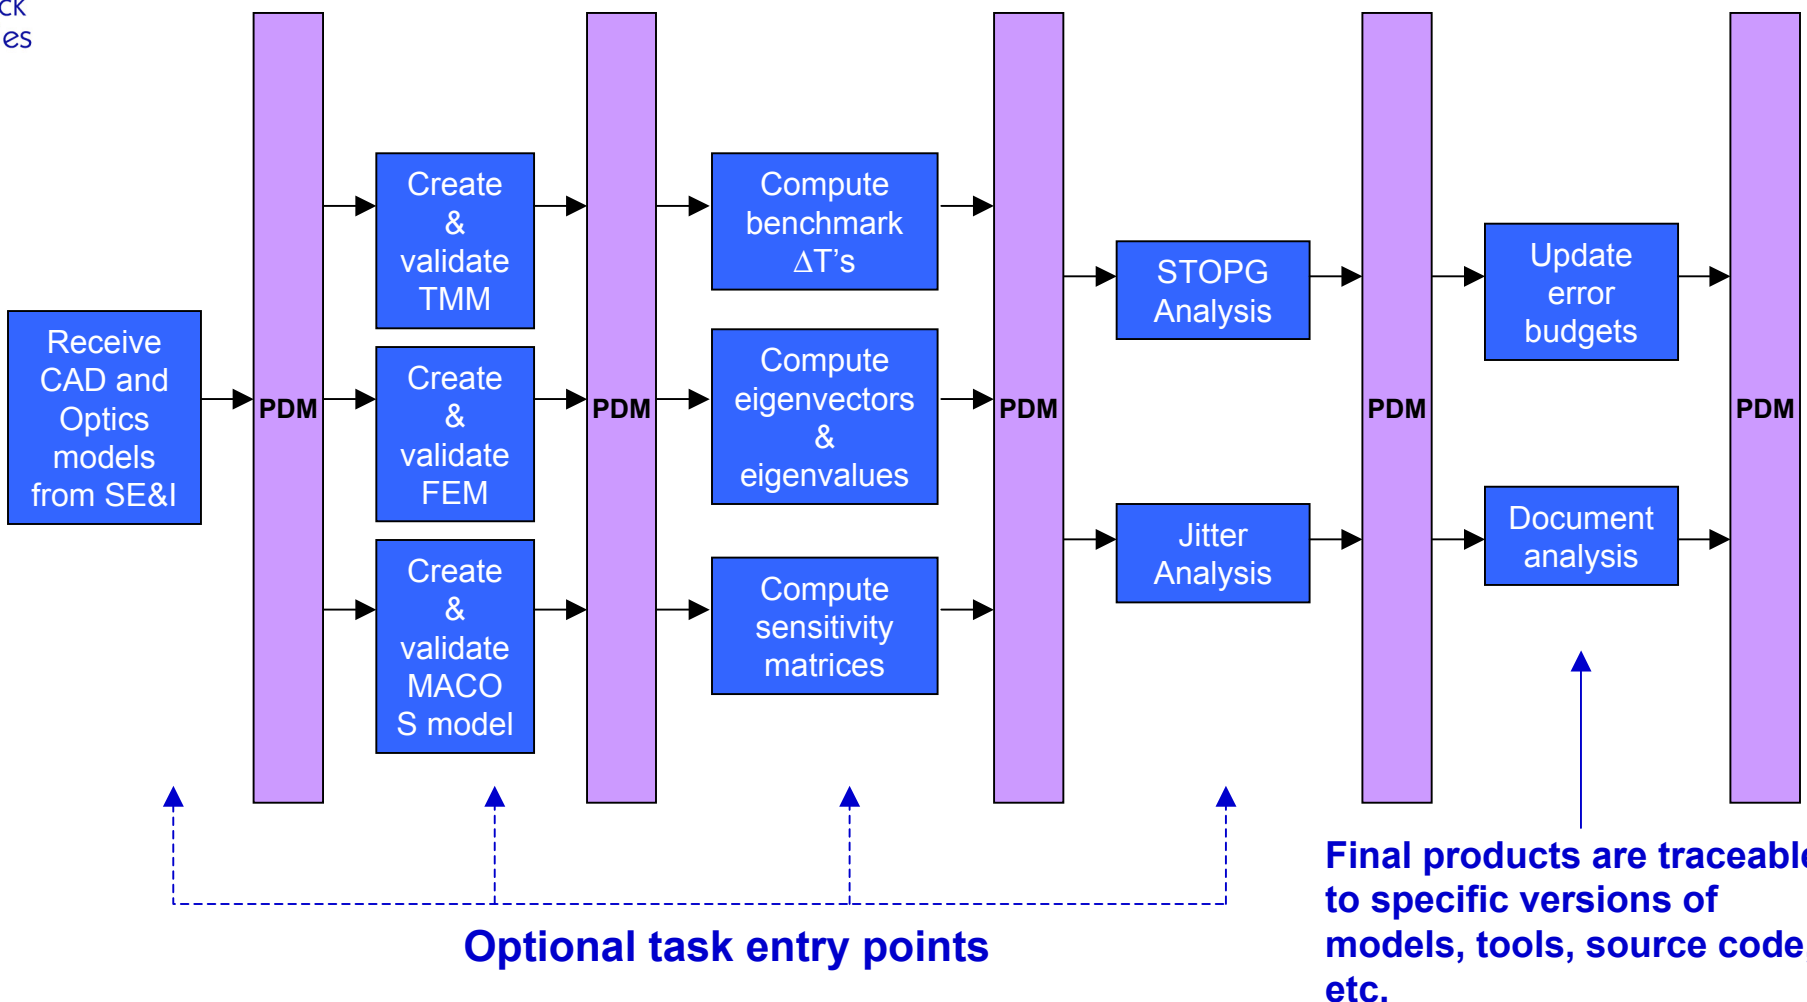 es
Receive
CAD and
Optics
models
from SE&I
PDM
Create
&
validate
TMM
Create
&
validate
FEM
Create
&
validate
MACO
S model
PDM
Compute
benchmark
ΔT’s
Compute
eigenvectors
&
eigenvalues
Compute
sensitivity
matrices
PDM
STOPG
Analysis
Jitter
Analysis
PDM
Update
error
budgets
Document
analysis
PDM
Optional task entry points
Final products are traceable
to specific versions of
models, tools, source code,
etc.